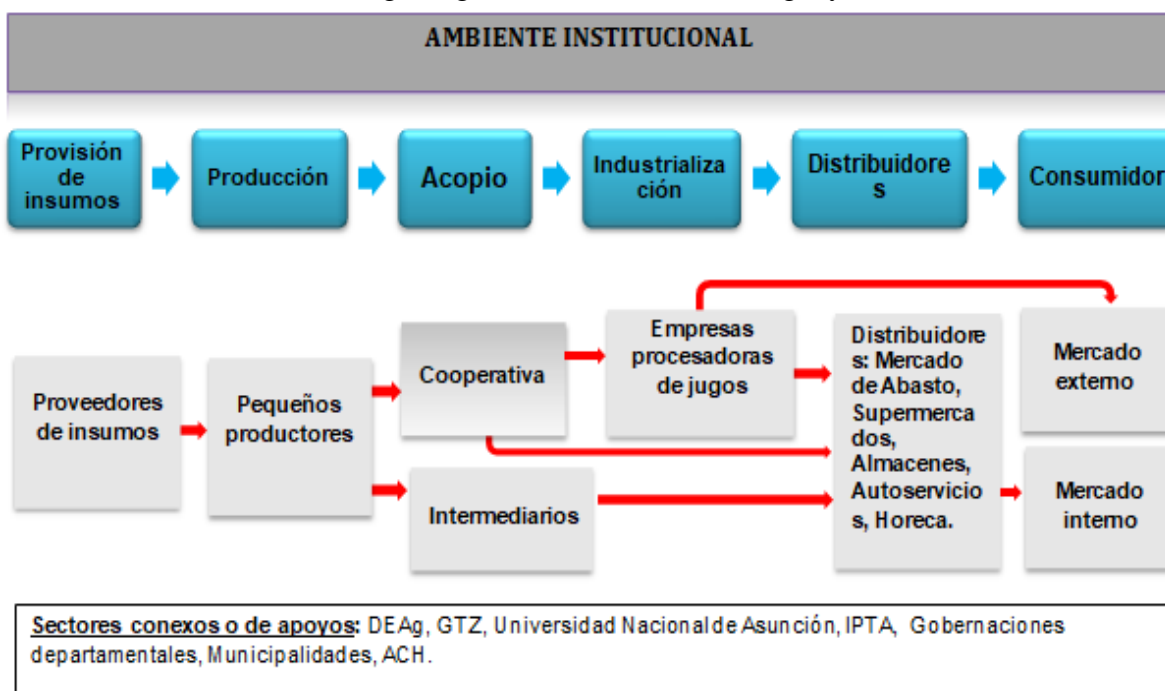 AMBIENTE INSTITUCIONAL
Provisión
de
insumos
Producción
Acopio
Industrializa
ción
Distribuidore
s
Consumidor
Proveedores
de insumos
Pequeños
productores
Cooperativa
Intermediarios
Empresas
procesadoras
de jugos
Distribuidore
s: Mercado
de Abasto,
Supermerca
dos,
Almacenes,
Autoservicio
s, Horeca.
Mercado
externo
Mercado
interno
Sectores conexos o de apoyos: DEAg, GTZ, Universidad Nacional de Asunción, IPTA, Gobernaciones
departamentales, Municipalidades, ACH.